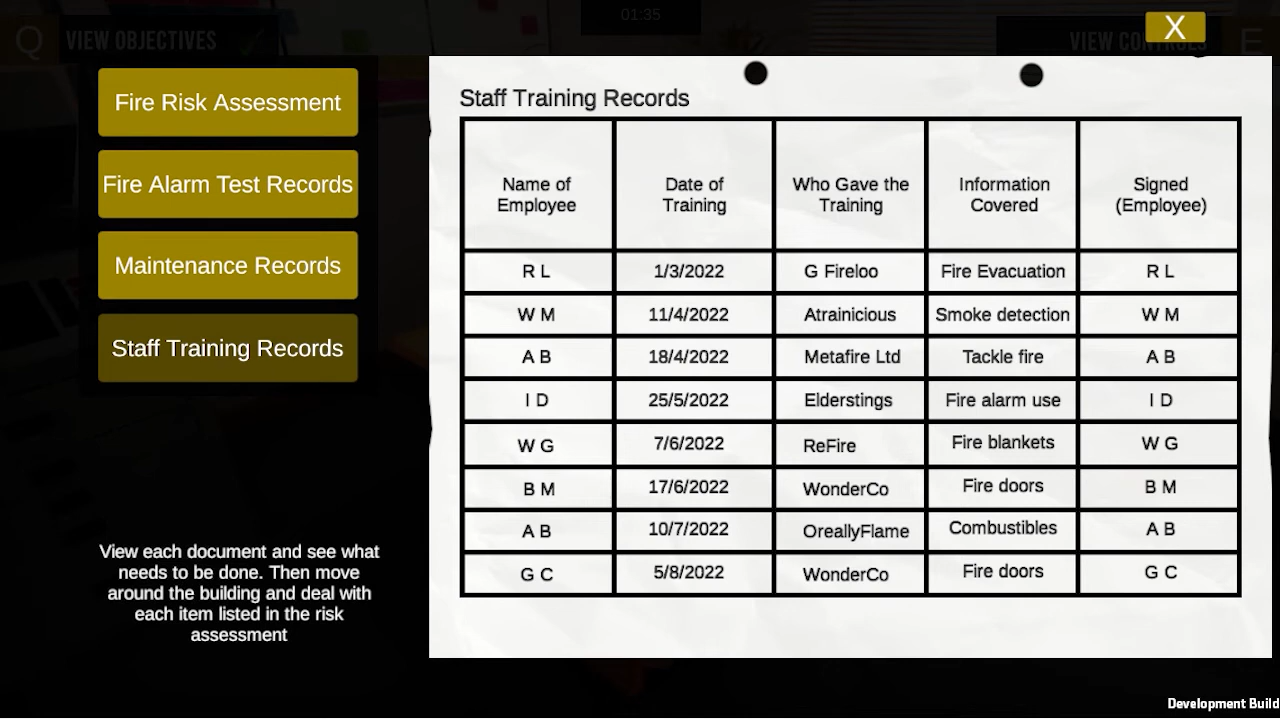 01:35
Q VIEW OBJECTIVES
VIEW CONTROLS E
X
Fire Risk Assessment
Fire Alarm Test Records
Maintenance Records
Staff Training Records
View each document and see what
needs to be done. Then move
around the building and deal with
each item listed in the risk
assessment
Staff Training Records
Name of
Employee
Date of
Training
Who Gave the
Training
Information
Covered
Signed
(Employee)
R L 1/3/2022 G Fireloo Fire Evacuation R L
W M 11/4/2022 Atrainicious Smoke detection W M
A B 18/4/2022 Metafire Ltd Tackle fire A B
I D 25/5/2022 Elderstings Fire alarm use I D
W G 7/6/2022 ReFire Fire blankets W G
B M 17/6/2022 WonderCo Fire doors B M
A B 10/7/2022 OreallyFlame Combustibles A B
G C 5/8/2022 WonderCo Fire doors G C
Development Build